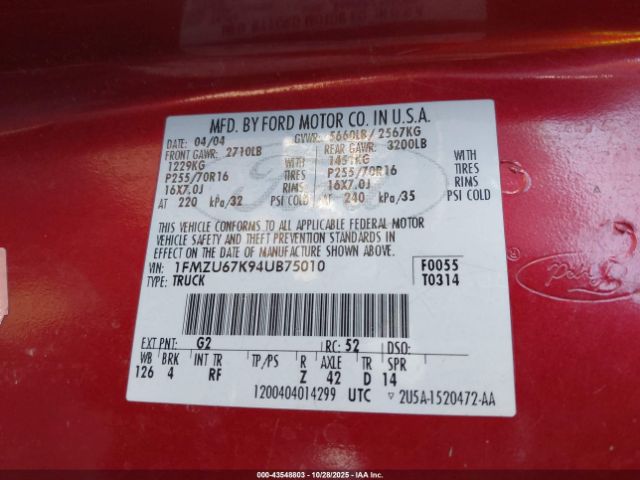 MFD. BY FORD MOTOR CO. IN U.S.A.
DATE: 04/04 GVWR: 5660LB/ 2567KG
FRONT GAWR: 2710LB REAR GAWR: 3200LB
1229KG WITH 1451KG WITH
P255/70R16 TIRES P255/70R16 TIRES
16X7.0J RIMS 16X7.0J RIMS
AT 220 kPa/32 PSI COLD AT 240 kPa/35 PSI COLD
THIS VEHICLE CONFORMS TO ALL APPLICABLE FEDERAL MOTOR
VEHICLE SAFETY AND THEFT PREVENTION STANDARDS IN
EFFECT ON THE DATE OF MANUFACTURE SHOWN ABOVE.
VIN: 1FMZU67K94UB75010 F0055
TYPE: TRUCK T0314
EXT PNT: G2 RC: 52 DSO:
WB BRK INT TR TP/PS R AXLE TR SPR
126 4 RF Z 42 D 14
1200404014299 UTC ▽ 2U5A-1520472-AA
000-43548803 - 10/28/2025 - IAA, Inc.